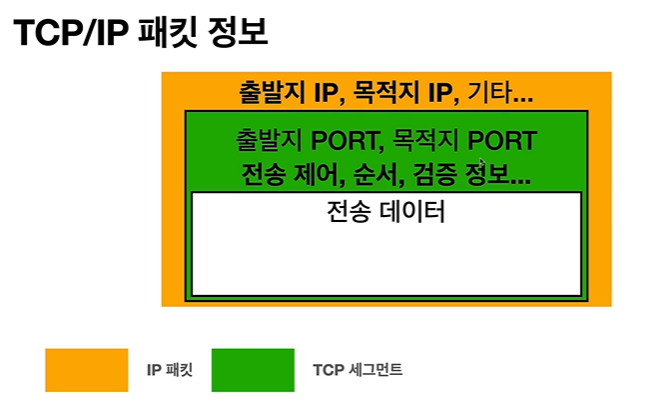 TCP/IP 패킷 정보
출발지 IP, 목적지 IP, 기타...
출발지 PORT, 목적지 PORT
전송 제어, 순서, 검증 정보...
전송 데이터
IP 패킷
TCP 세그먼트